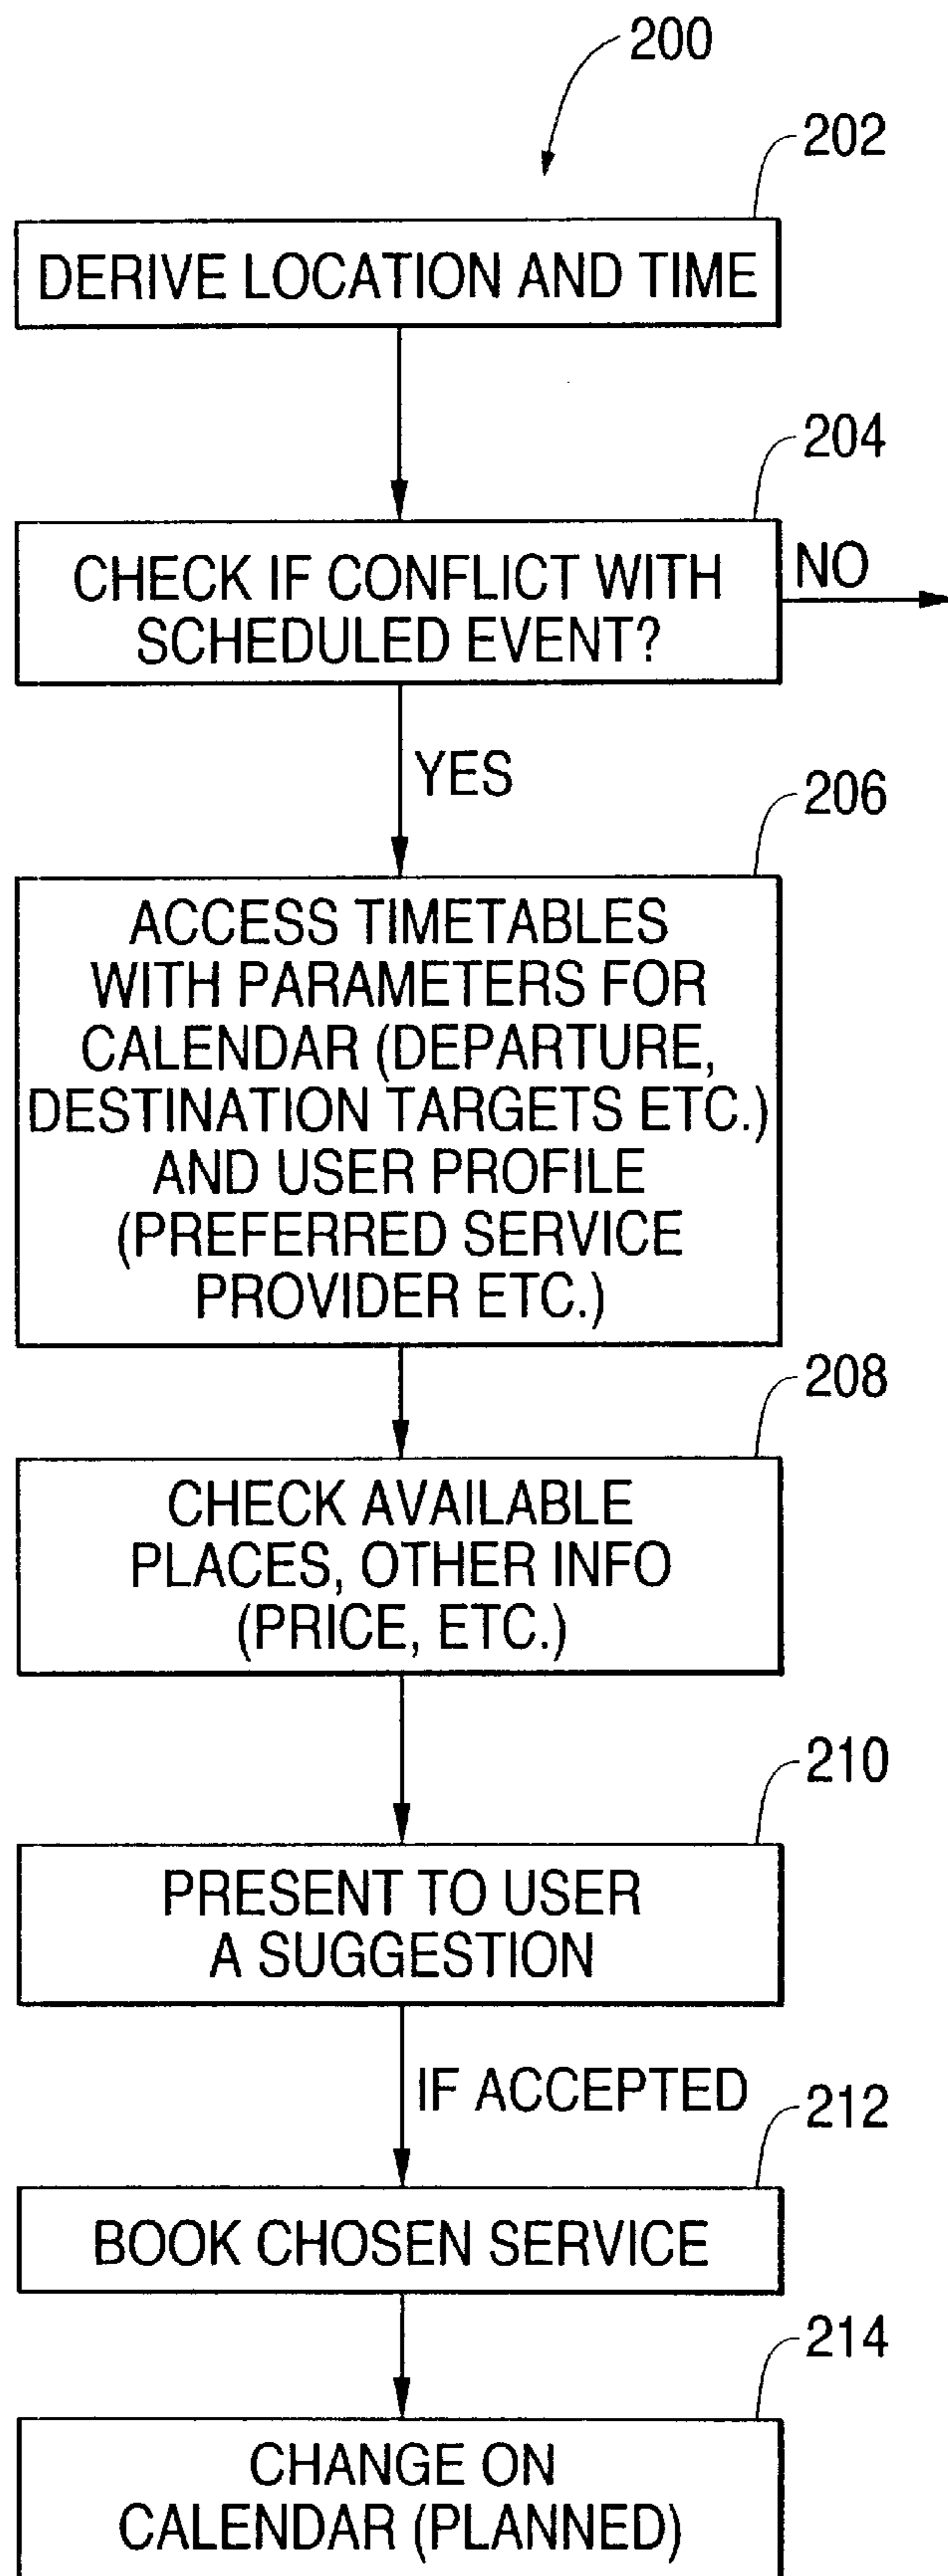 200
202
DERIVE LOCATION AND TIME
204
CHECK IF CONFLICT WITH
SCHEDULED EVENT?
NO
YES
206
ACCESS TIMETABLES
WITH PARAMETERS FOR
CALENDAR (DEPARTURE,
DESTINATION TARGETS ETC.)
AND USER PROFILE
(PREFERRED SERVICE
PROVIDER ETC.)
208
CHECK AVAILABLE
PLACES, OTHER INFO
(PRICE, ETC.)
210
PRESENT TO USER
A SUGGESTION
IF ACCEPTED
212
BOOK CHOSEN SERVICE
214
CHANGE ON
CALENDAR (PLANNED)